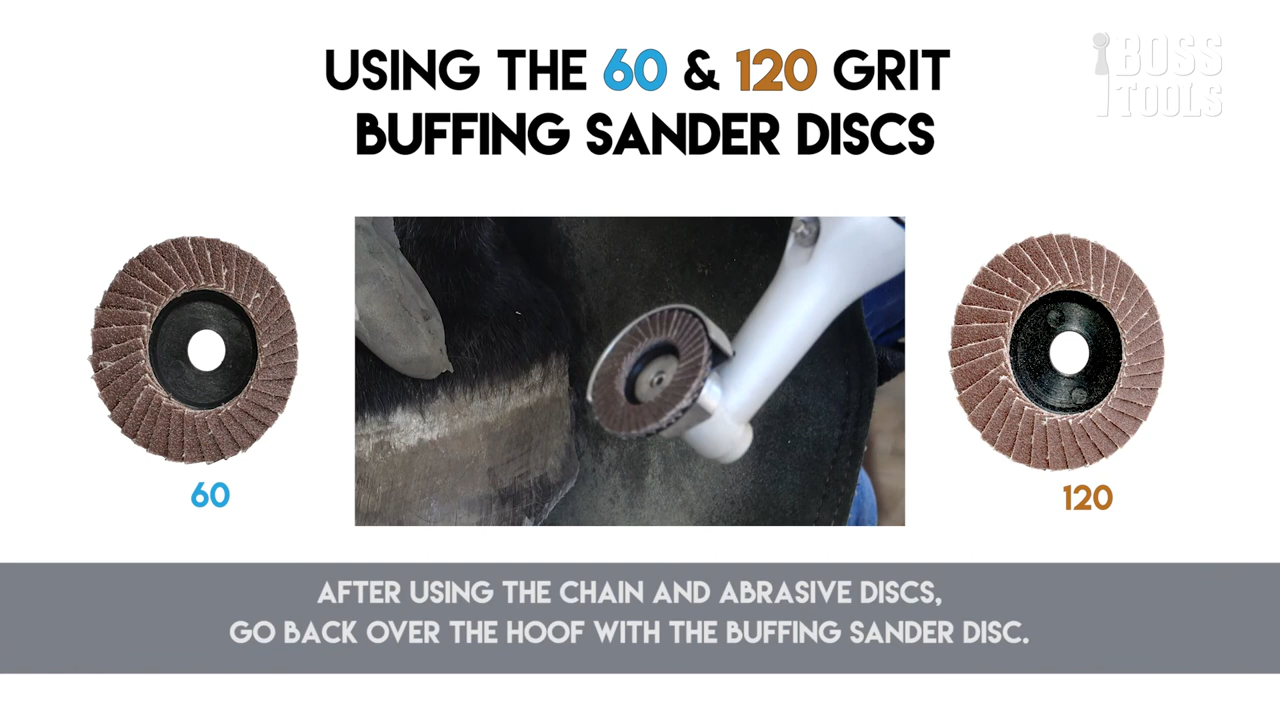 USING THE 60 & 120 GRIT
BUFFING SANDER DISCS
BOSS
TOOLS
60
120
AFTER USING THE CHAIN AND ABRASIVE DISCS,
GO BACK OVER THE HOOF WITH THE BUFFING SANDER DISC.